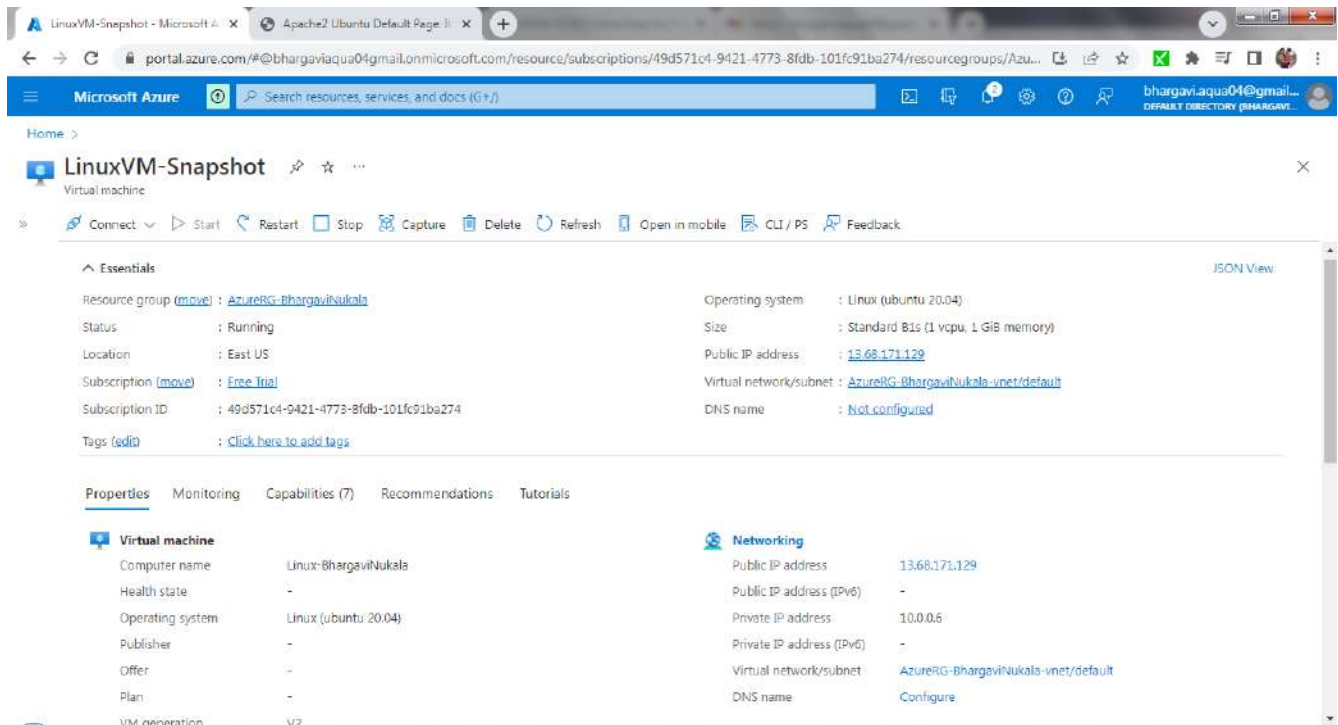 LinuxVM-Snapshot - Microsoft A
Apache2 Ubuntu Default Page: I
portal.azure.com/#@bhargaviaqua04gmail.onmicrosoft.com/resource/subscriptions/49d571c4-9421-4773-8fdb-101fc91ba274/resourcegroups/Azu...
Microsoft Azure
Search resources, services, and docs (G+/)
2
bhargavi.aqua04@gmail...
DEFAULT DIRECTORY (BHARGAVI...
Home >
LinuxVM-Snapshot
Virtual machine
Connect Start Restart Stop Capture Delete Refresh Open in mobile CLI / PS Feedback
Essentials
JSON View
Resource group (move) : AzureRG-BhargaviNukala
Operating system : Linux (ubuntu 20.04)
Status : Running
Size : Standard B1s (1 vcpu, 1 GiB memory)
Location : East US
Public IP address : 13.68.171.129
Subscription (move) : Free Trial
Virtual network/subnet : AzureRG-BhargaviNukala-vnet/default
Subscription ID : 49d571c4-9421-4773-8fdb-101fc91ba274
DNS name : Not configured
Tags (edit) : Click here to add tags
Properties Monitoring Capabilities (7) Recommendations Tutorials
Virtual machine
Computer name Linux-BhargaviNukala
Health state -
Operating system Linux (ubuntu 20.04)
Publisher -
Offer -
Plan -
VM generation V2
Networking
Public IP address 13.68.171.129
Public IP address (IPv6) -
Private IP address 10.0.0.6
Private IP address (IPv6) -
Virtual network/subnet AzureRG-BhargaviNukala-vnet/default
DNS name Configure